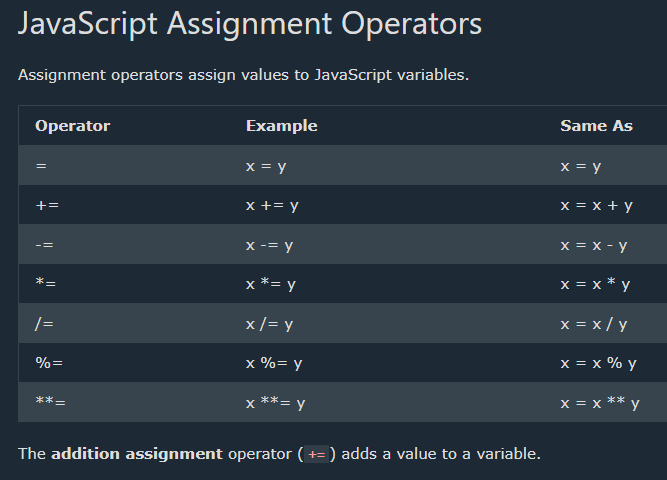 JavaScript Assignment Operators
Assignment operators assign values to JavaScript variables.
Operator Example Same As
= x = y x = y
+= x += y x = x + y
-= x -= y x = x - y
*= x *= y x = x * y
/= x /= y x = x / y
%= x %= y x = x % y
**= x **= y x = x ** y
The addition assignment operator (+=) adds a value to a variable.